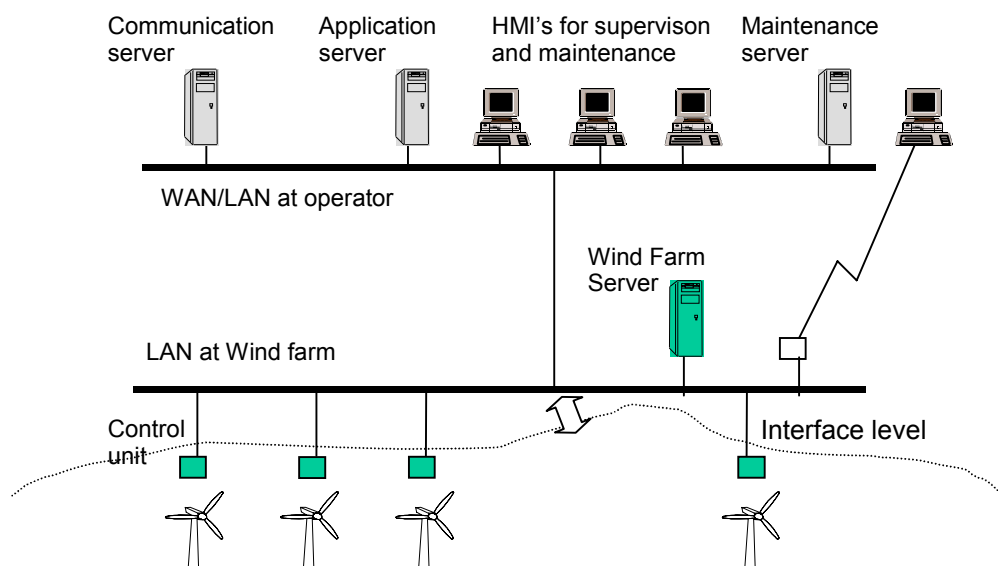 Communication
server
Application
server
HMI's for supervison
and maintenance
Maintenance
server
WAN/LAN at operator
Wind Farm
Server
LAN at Wind farm
Control
unit
Interface level